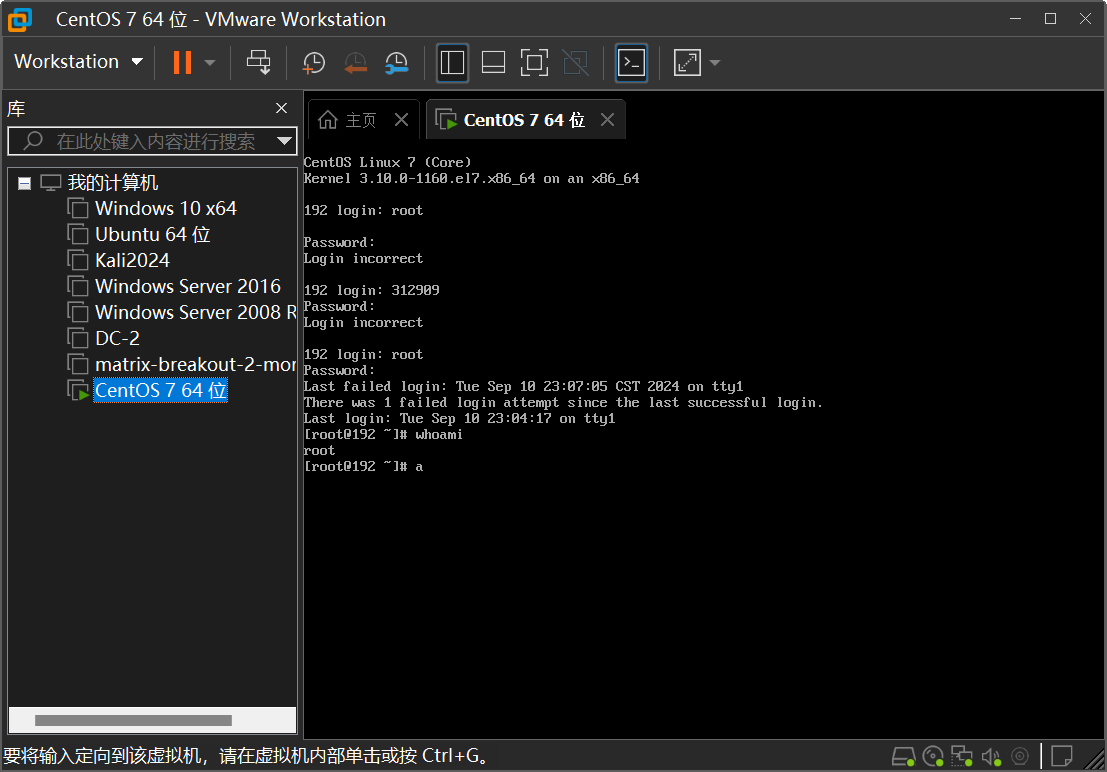 CentOS 7 64 位 - VMware Workstation
Workstation
库
在此处键入内容进行搜索
我的计算机
Windows 10 x64
Ubuntu 64 位
Kali2024
Windows Server 2016
Windows Server 2008 R
DC-2
matrix-breakout-2-mor
CentOS 7 64 位
主页
CentOS 7 64 位
CentOS Linux 7 (Core)
Kernel 3.10.0-1160.el7.x86_64 on an x86_64
192 login: root
Password:
Login incorrect
192 login: 312909
Password:
Login incorrect
192 login: root
Password:
Last failed login: Tue Sep 10 23:07:05 CST 2024 on tty1
There was 1 failed login attempt since the last successful login.
Last login: Tue Sep 10 23:04:17 on tty1
[root@192 ~]# whoami
root
[root@192 ~]# a
要将输入定向到该虚拟机，请在虚拟机内部单击或按 Ctrl+G。